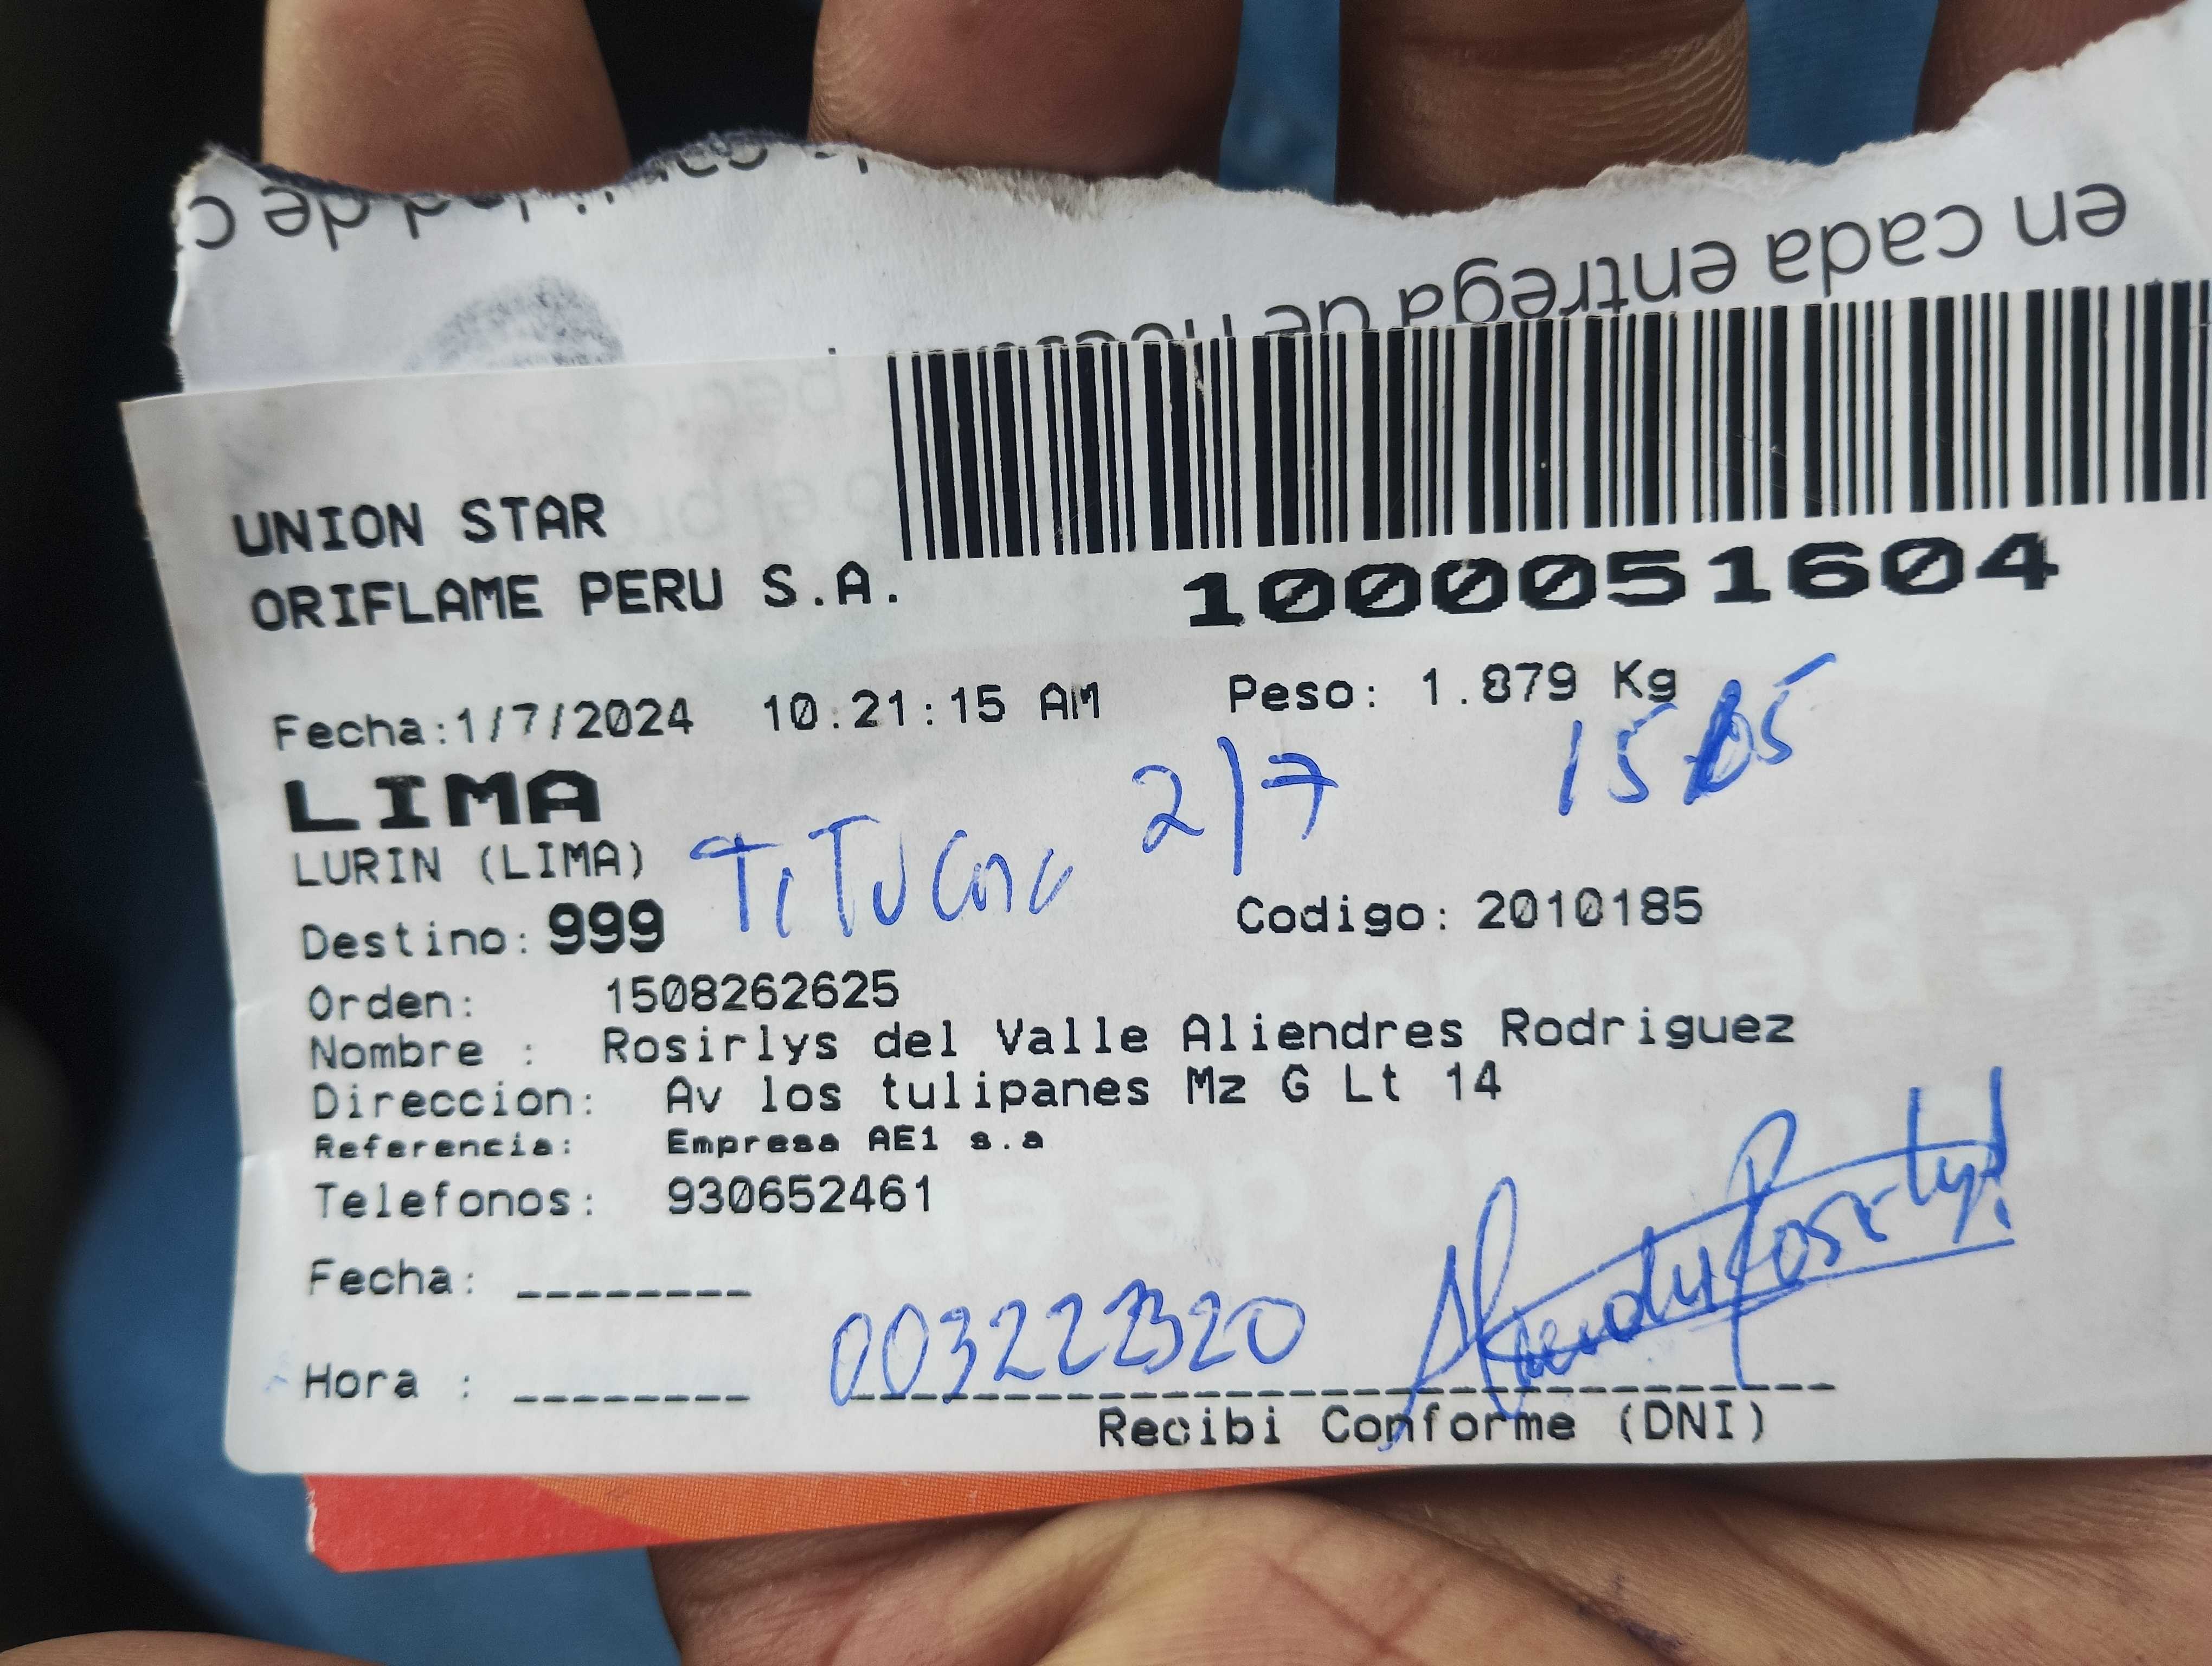 en cada entrega de
UNION STAR
ORIFLAME PERU S.A.
1000051604
Fecha:1/7/2024 10:21:15 AM Peso: 1.879 Kg
2/7 15
LIMA
LURIN (LIMA)
Destino: 999 Codigo: 2010185
Orden: 1508262625
Nombre : Rosirlys del Valle Aliendres Rodriguez
Direccion: Av los tulipanes Mz G Lt 14
Referencia: Empresa AE1 s.a
Telefonos: 930652461
Fecha: ________
Hora : ________
Recibi Conforme (DNI)